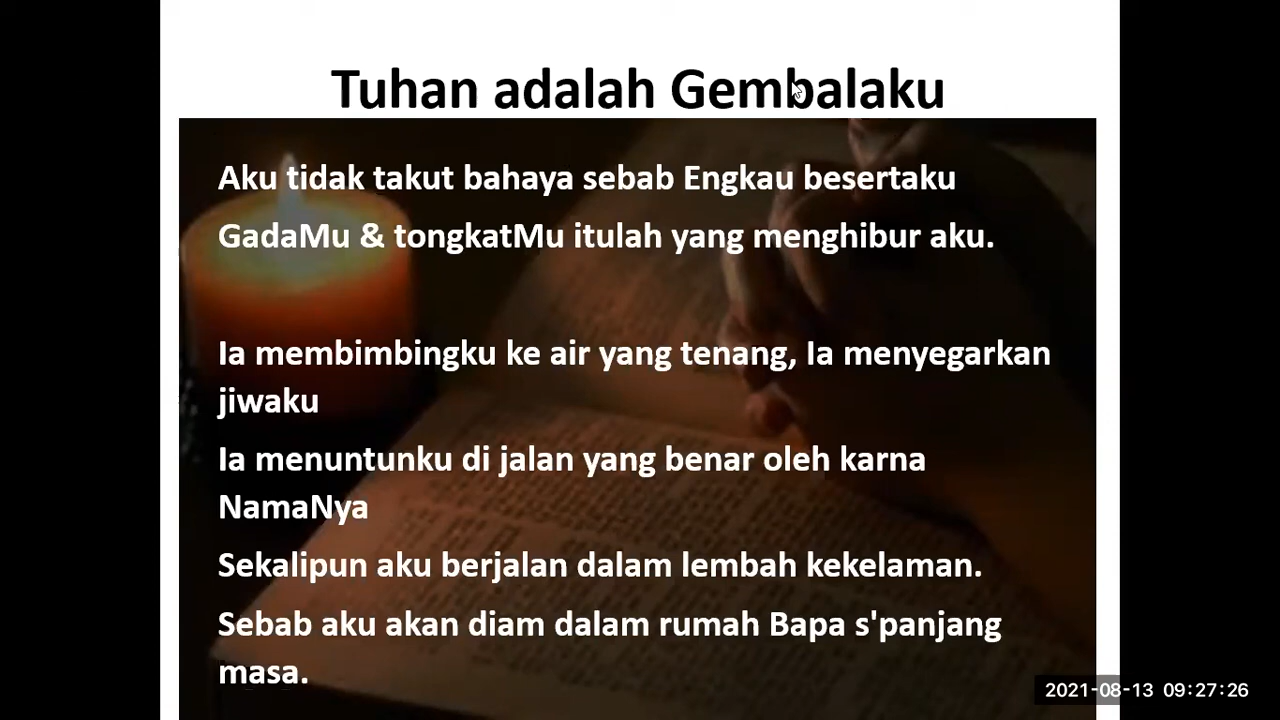 Tuhan adalah Gembalaku
Aku tidak takut bahaya sebab Engkau besertaku
GadaMu & tongkatMu itulah yang menghibur aku.
Ia membimbingku ke air yang tenang, Ia menyegarkan
jiwaku
Ia menuntunku di jalan yang benar oleh karna
NamaNya
Sekalipun aku berjalan dalam lembah kekelaman.
Sebab aku akan diam dalam rumah Bapa s'panjang
masa.
2021-08-13 09:27:26